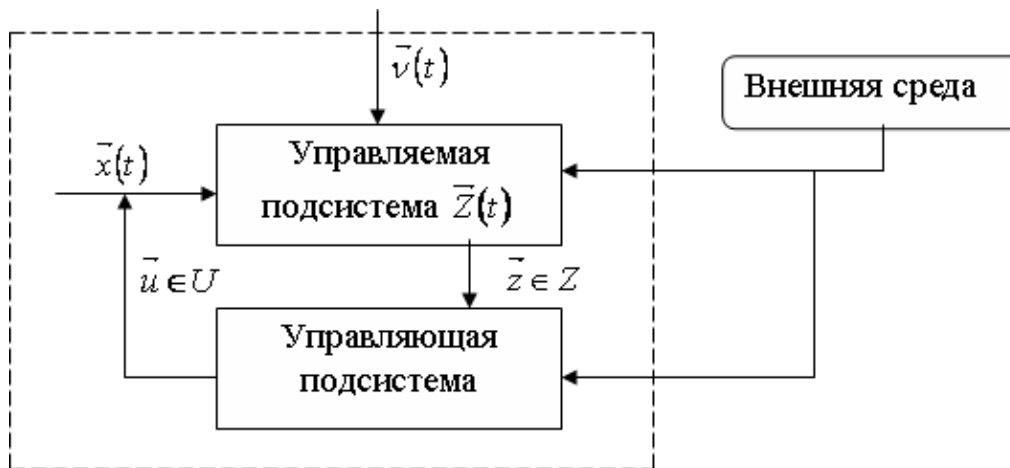 v⃗(t)
Внешняя среда
Управляемая
подсистема Z⃗(t)
x⃗(t)
u⃗ ∈ U
z⃗ ∈ Z
Управляющая
подсистема